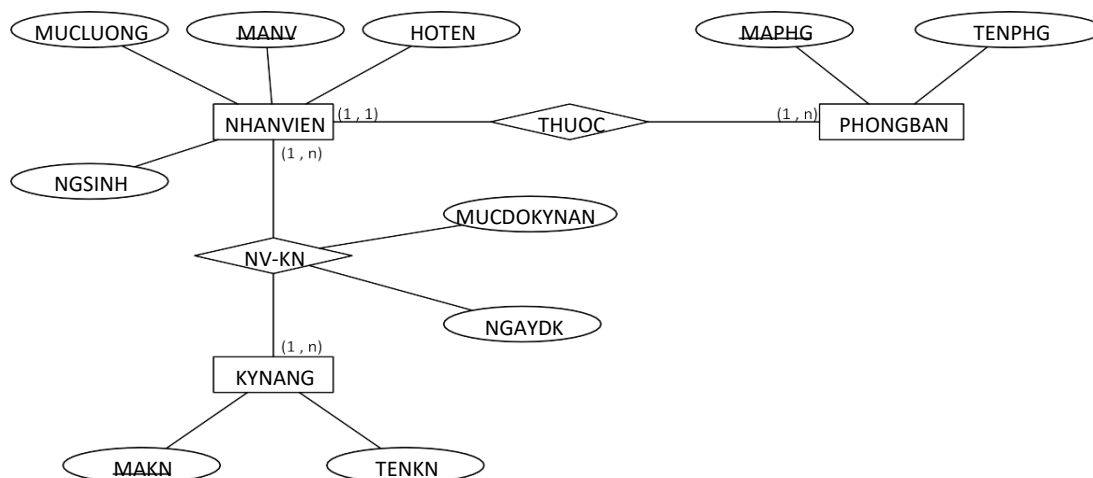 MUCLUONG
MANV
HOTEN
MAPHG
TENPHG
NHANVIEN
(1 , 1)
THUOC
(1 , n)
PHONGBAN
(1 , n)
NGSINH
MUCDOKYNAN
NV-KN
NGAYDK
(1 , n)
KYNANG
MAKN
TENKN